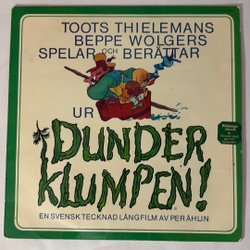 TOOTS THIELEMANS
BEPPE WOLGERS
SPELAR OCH BERÄTTAR
UR
DUNDER
KLUMPEN!
EN SVENSK TECKNAD LÅNGFILM AV PER ÅHLIN